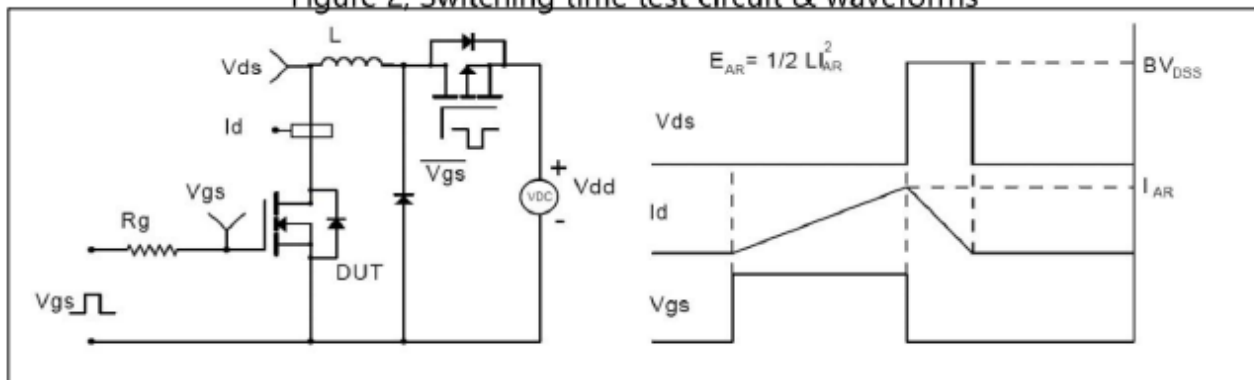 Figure 2, Switching time test circuit & waveforms
L
Vds
Id
Vgs
Rg
Vgs
DUT
Vgs
+
VDC
-
Vdd
E_AR = 1/2 LI_AR^2
BV_DSS
Vds
I_AR
Id
Vgs